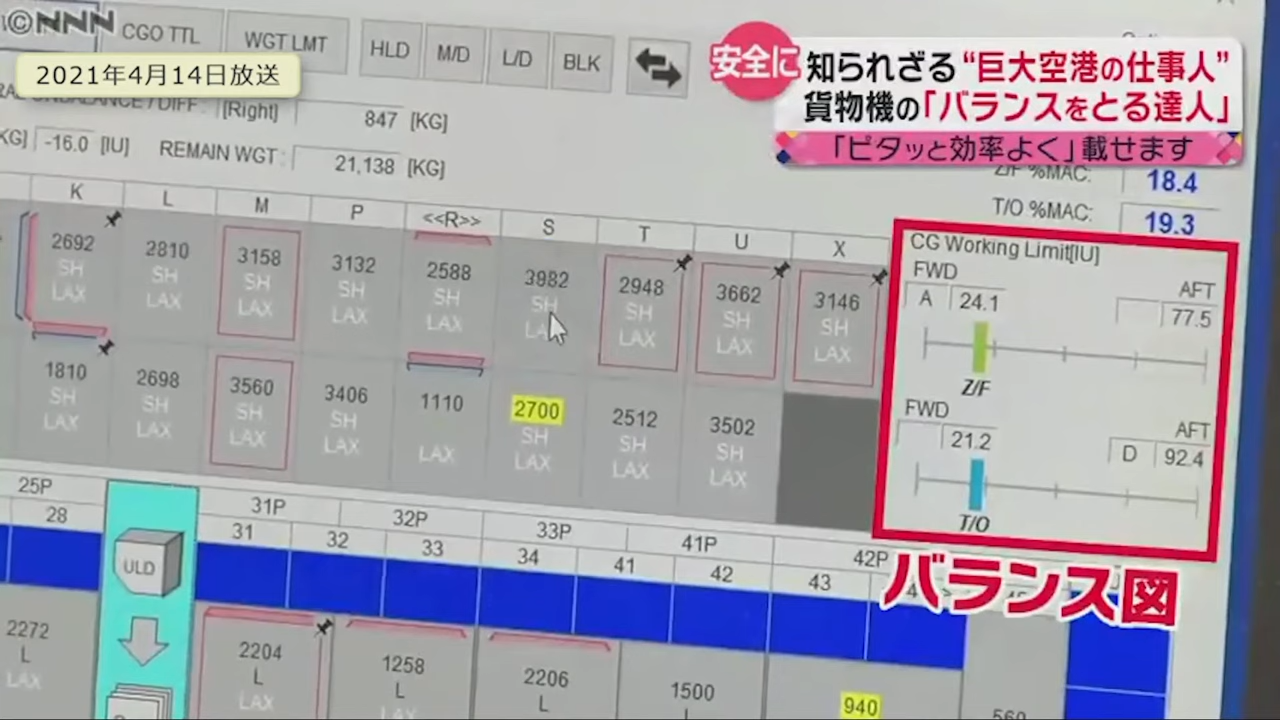 ©NNN
2021年4月14日放送
安全に
知られざる“巨大空港の仕事人”
貨物機の「バランスをとる達人」
「ピタッと効率よく」載せます
CGO TTL
WGT LMT
HLD
M/D
L/D
BLK
UNBALANCE / DIFF :
[Right]
847 [KG]
KG]
-16.0 [IU]
REMAIN WGT :
21,138 [KG]
Z/F %MAC:
18.4
T/O %MAC:
19.3
K L M P <<R>> S T U X
2692 2810 3158 3132 2588 3982 2948 3662 3146
SH SH SH SH SH SH SH SH SH
LAX LAX LAX LAX LAX LAX LAX LAX LAX
1810 2698 3560 3406 1110 2700 2512 3502
SH SH SH SH SH SH SH
LAX LAX LAX LAX LAX LAX LAX LAX
CG Working Limit[IU]
FWD
AFT
A 24.1
77.5
Z/F
FWD
AFT
21.2
D 92.4
T/O
バランス図
25P 31P 32P 33P 41P 42P
28 31 32 33 34 41 42 43
ULD
2272 2204 1258 2206 1500 940 560
L L L L
LAX LAX LAX